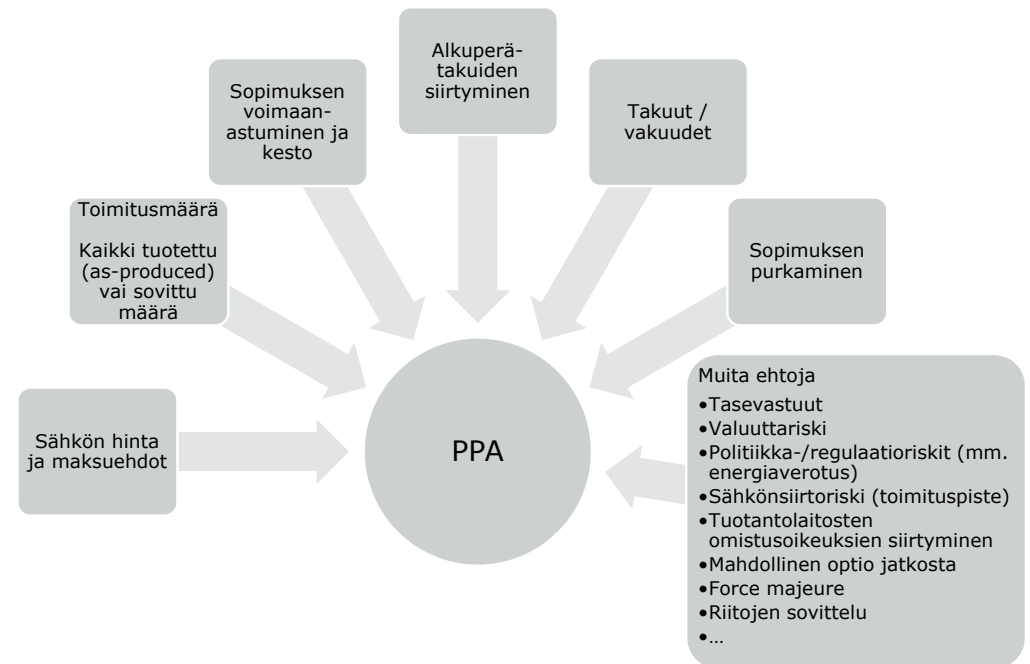 Alkuperä-
takuiden
siirtyminen
Sopimuksen
voimaan-
astuminen ja
kesto
Takuut /
vakuudet
Toimitusmäärä
Kaikki tuotettu
(as-produced)
vai sovittu
määrä
Sopimuksen
purkaminen
Sähkön hinta
ja maksuehdot
PPA
Muita ehtoja
•Tasevastuut
•Valuuttariski
•Politiikka-/regulaatioriskit (mm.
energiaverotus)
•Sähkönsiirtoriski (toimituspiste)
•Tuotantolaitosten
omistusoikeuksien siirtyminen
•Mahdollinen optio jatkosta
•Force majeure
•Riitojen sovittelu
•…